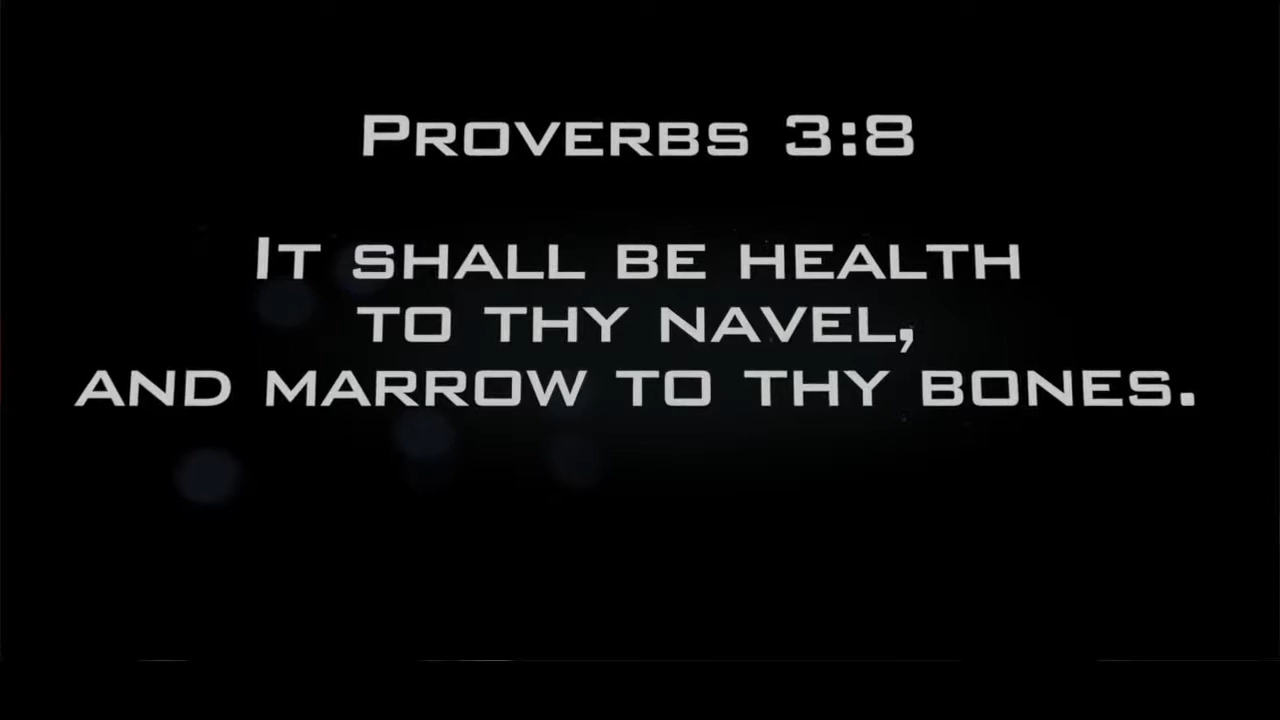 Proverbs 3:8
It shall be health
to thy navel,
and marrow to thy bones.